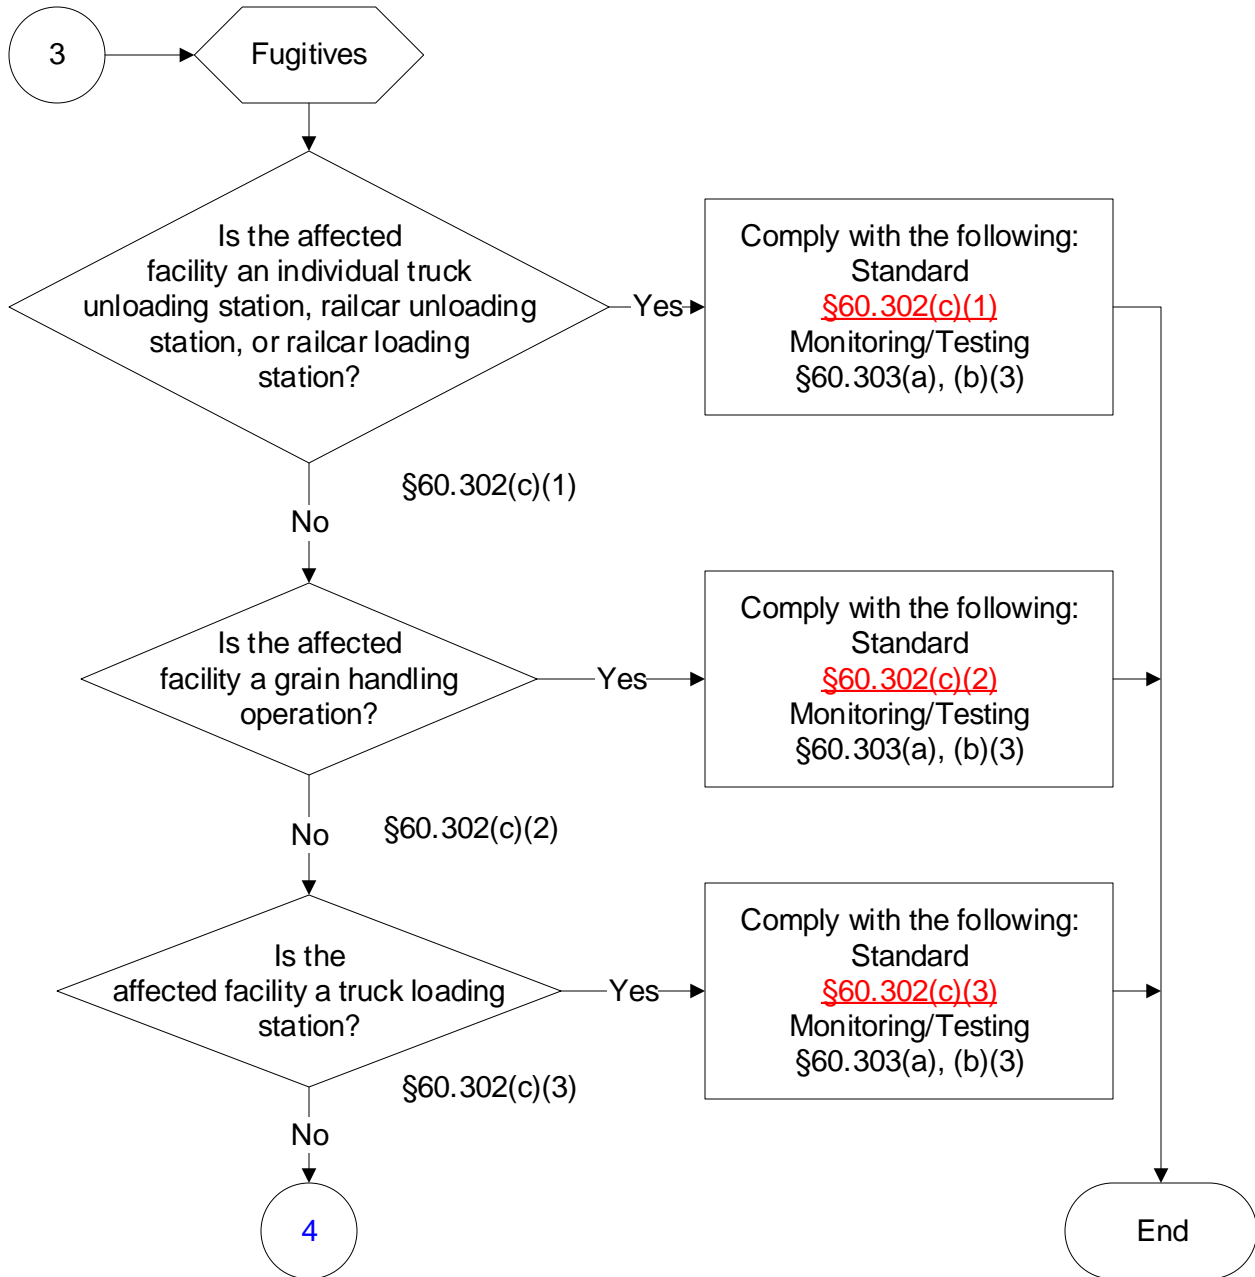 3
Fugitives
Is the affected
facility an individual truck
unloading station, railcar unloading
station, or railcar loading
station?
Yes
Comply with the following:
Standard
§60.302(c)(1)
Monitoring/Testing
§60.303(a), (b)(3)
§60.302(c)(1)
No
Is the affected
facility a grain handling
operation?
Yes
Comply with the following:
Standard
§60.302(c)(2)
Monitoring/Testing
§60.303(a), (b)(3)
No
§60.302(c)(2)
Is the
affected facility a truck loading
station?
Yes
Comply with the following:
Standard
§60.302(c)(3)
Monitoring/Testing
§60.303(a), (b)(3)
§60.302(c)(3)
No
4
End